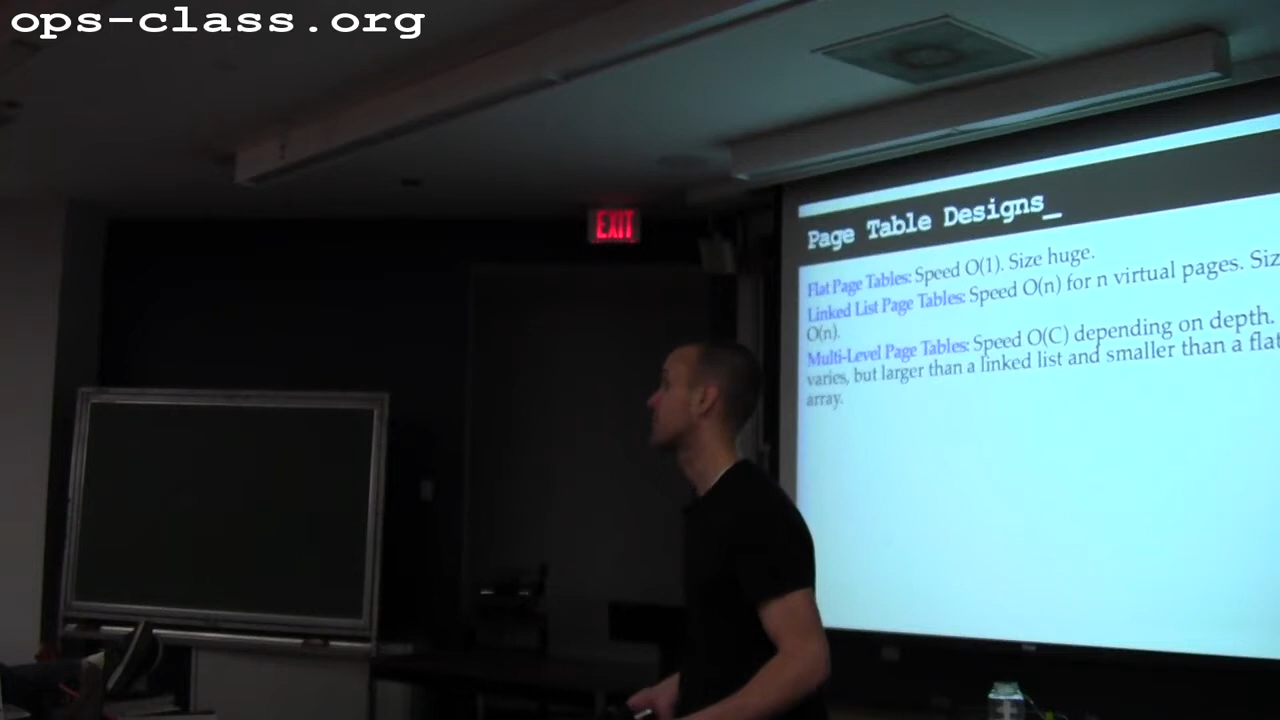 ops-class.org
EXIT
Page Table Designs_
Flat Page Tables: Speed O(1). Size huge.
Linked List Page Tables: Speed O(n) for n virtual pages. Siz
O(n).
Multi-Level Page Tables: Speed O(C) depending on depth.
varies, but larger than a linked list and smaller than a flat
array.